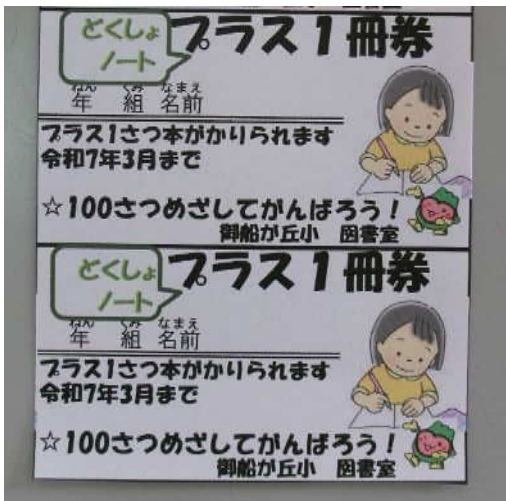 どくしょ
ノート
プラス1冊券
ねん くみ なまえ
年 組 名前
プラス1さつ本がかりられます
令和7年3月まで
☆100さつめざしてがんばろう!
御船が丘小 図書室
どくしょ
ノート
プラス1冊券
ねん くみ なまえ
年 組 名前
プラス1さつ本がかりられます
令和7年3月まで
☆100さつめざしてがんばろう!
御船が丘小 図書室